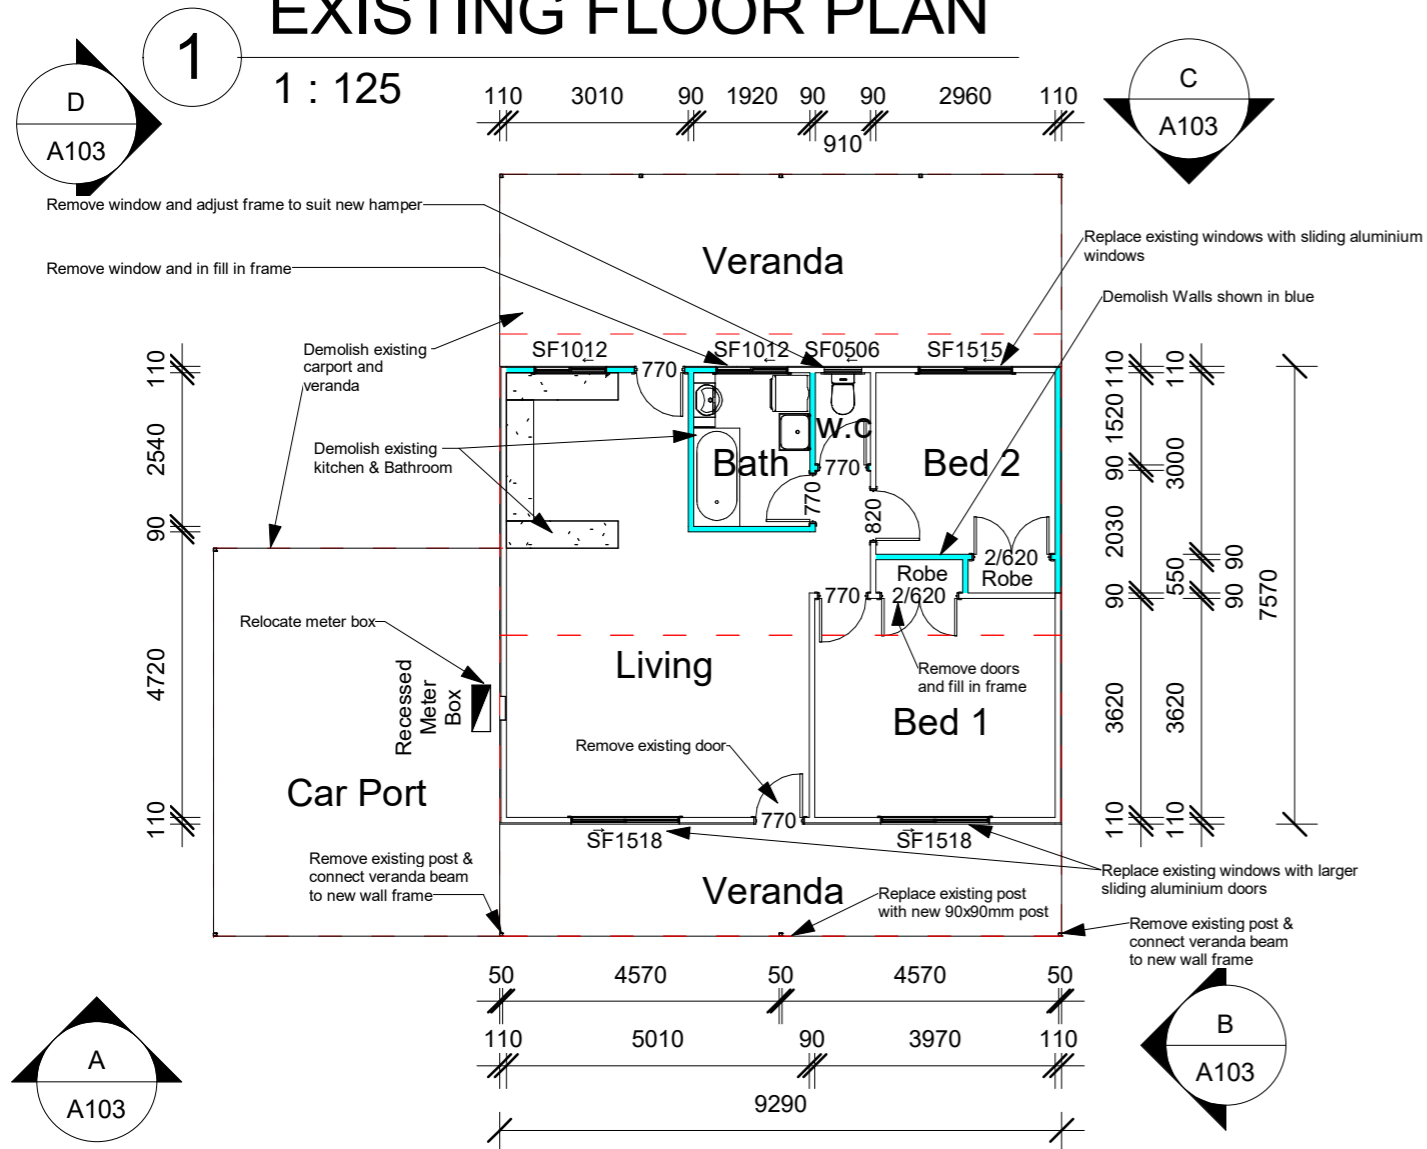 EXISTING FLOOR PLAN
1
1 : 125
D
A103
C
A103
110 3010 90 1920 90 90 2960 110
910
Remove window and adjust frame to suit new hamper
Veranda
Replace existing windows with sliding aluminium
windows
Remove window and in fill in frame
Demolish Walls shown in blue
Demolish existing
carport and
veranda
SF1012
770
SF1012
SF0506
SF1515
Demolish existing
kitchen & Bathroom
Bath
w.c
770
770
820
Bed 2
2/620
Robe
Robe
2/620
770
110
2540
90
4720
110
110
1520
90
2030
90
3620
110
110
3000
90
550
90
3620
110
7570
Relocate meter box
Recessed
Meter
Box
Living
Remove doors
and fill in frame
Bed 1
Remove existing door
Car Port
770
SF1518
SF1518
Remove existing post &
connect veranda beam
to new wall frame
Veranda
Replace existing post
with new 90x90mm post
Replace existing windows with larger
sliding aluminium doors
Remove existing post &
connect veranda beam
to new wall frame
50 4570 50 4570 50
110 5010 90 3970 110
9290
A
A103
B
A103